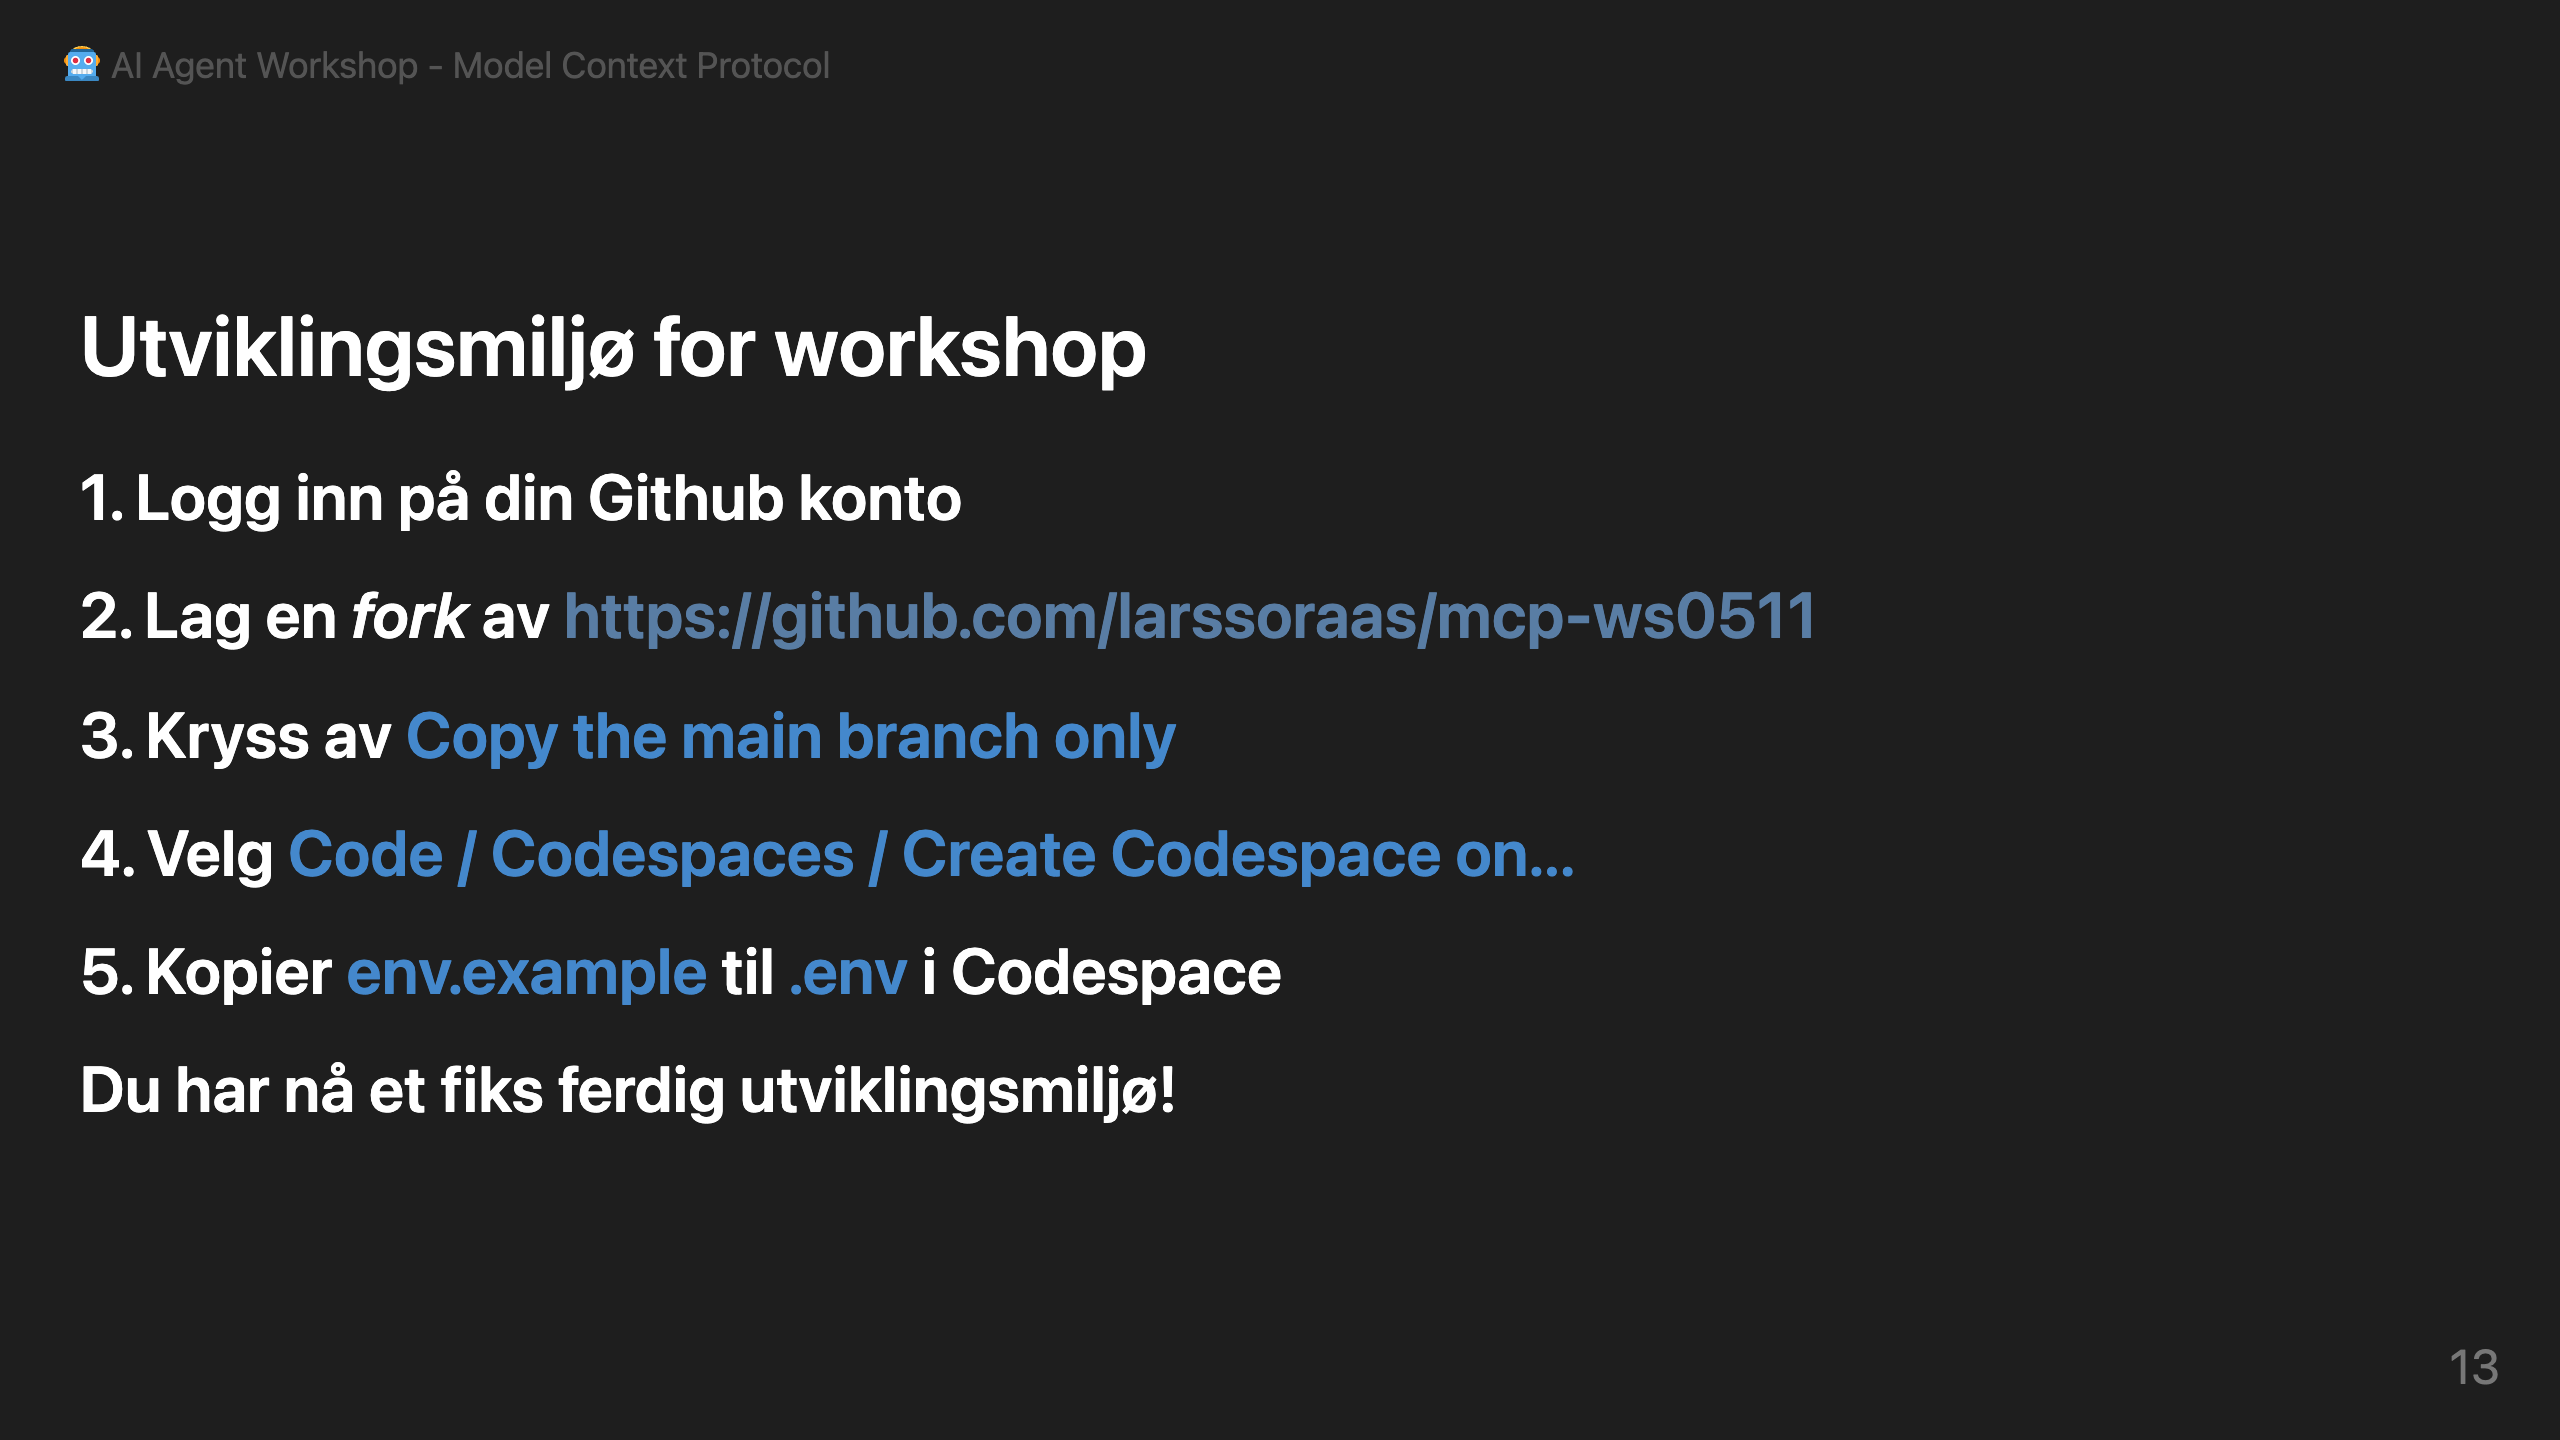 AI Agent Workshop - Model Context Protocol
Utviklingsmiljø for workshop
1. Logg inn på din Github konto
2. Lag en fork av https://github.com/larssoraas/mcp-ws0511
3. Kryss av Copy the main branch only
4. Velg Code / Codespaces / Create Codespace on...
5. Kopier env.example til .env i Codespace
Du har nå et fiks ferdig utviklingsmiljø!
13